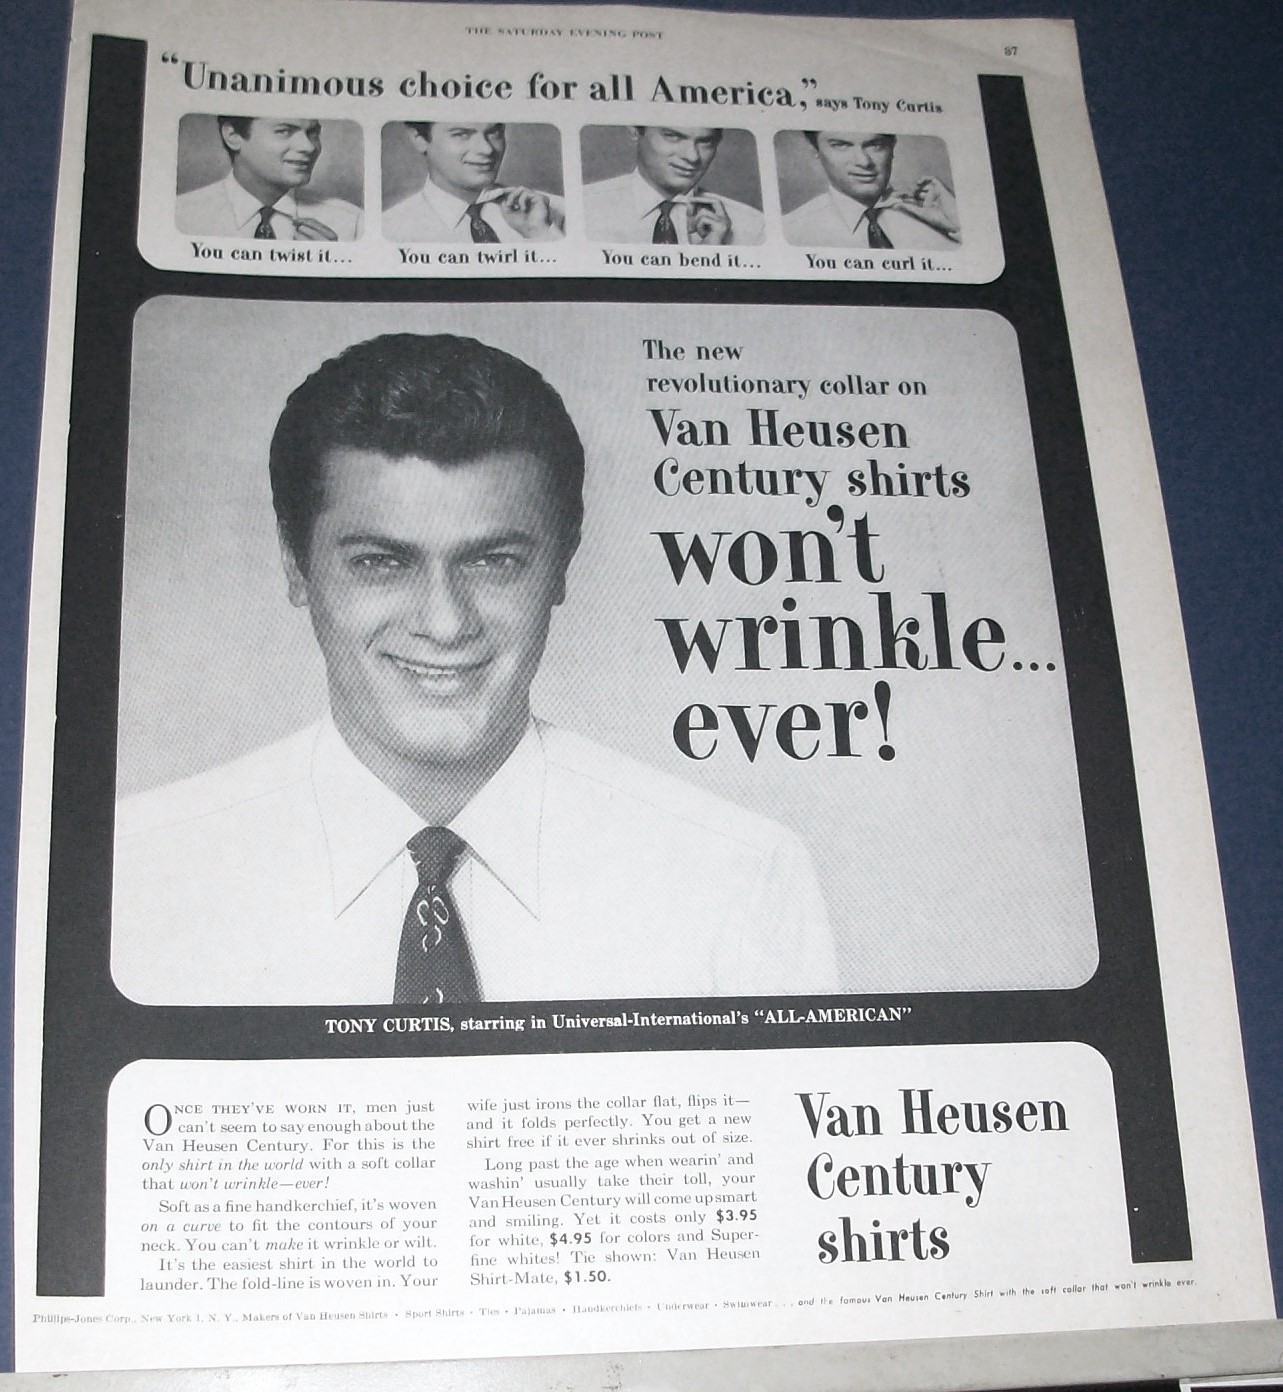 THE SATURDAY EVENING POST
87
“Unanimous choice for all America,” says Tony Curtis
You can twist it...
You can twirl it...
You can bend it...
You can curl it...
The new
revolutionary collar on
Van Heusen
Century shirts
won't
wrinkle...
ever!
TONY CURTIS, starring in Universal-International's “ALL-AMERICAN”
ONCE THEY'VE WORN IT, men just
can't seem to say enough about the
Van Heusen Century. For this is the
only shirt in the world with a soft collar
that won't wrinkle—ever!
Soft as a fine handkerchief, it's woven
on a curve to fit the contours of your
neck. You can't make it wrinkle or wilt.
It's the easiest shirt in the world to
launder. The fold-line is woven in. Your
wife just irons the collar flat, flips it—
and it folds perfectly. You get a new
shirt free if it ever shrinks out of size.
Long past the age when wearin' and
washin' usually take their toll, your
Van Heusen Century will come up smart
and smiling. Yet it costs only $3.95
for white, $4.95 for colors and Super-
fine whites! Tie shown: Van Heusen
Shirt-Mate, $1.50.
Van Heusen
Century
shirts
Phillips-Jones Corp., New York 1, N. Y., Makers of Van Heusen Shirts • Sport Shirts • Ties • Pajamas • Handkerchiefs • Underwear • Swimwear . . . and the famous Van Heusen Century Shirt with the soft collar that won't wrinkle ever.